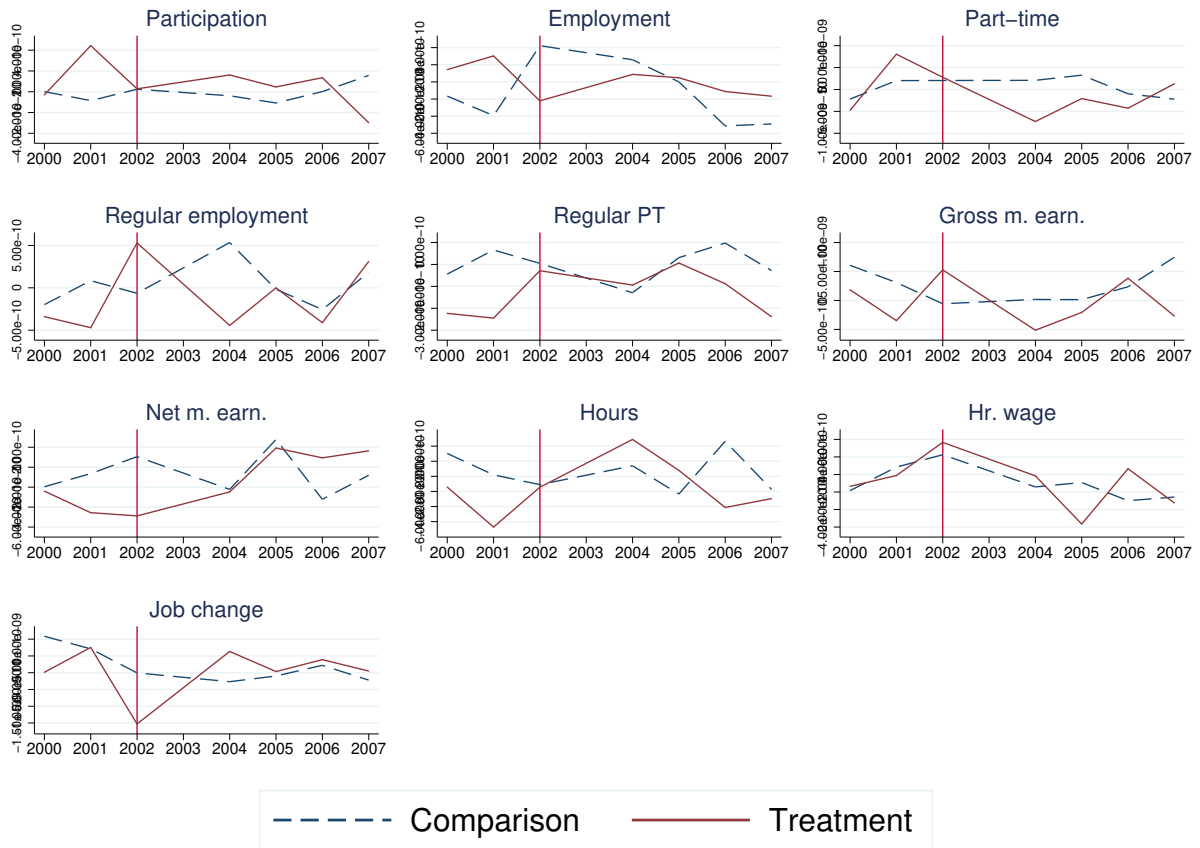 Participation
Employment
Part−time
2000 2001 2002 2003 2004 2005 2006 2007
2000 2001 2002 2003 2004 2005 2006 2007
2000 2001 2002 2003 2004 2005 2006 2007
Regular employment
5.00e−10
0
−5.00e−10
Regular PT
Gross m. earn.
2000 2001 2002 2003 2004 2005 2006 2007
2000 2001 2002 2003 2004 2005 2006 2007
2000 2001 2002 2003 2004 2005 2006 2007
Net m. earn.
Hours
Hr. wage
2000 2001 2002 2003 2004 2005 2006 2007
2000 2001 2002 2003 2004 2005 2006 2007
2000 2001 2002 2003 2004 2005 2006 2007
Job change
2000 2001 2002 2003 2004 2005 2006 2007
Comparison
Treatment